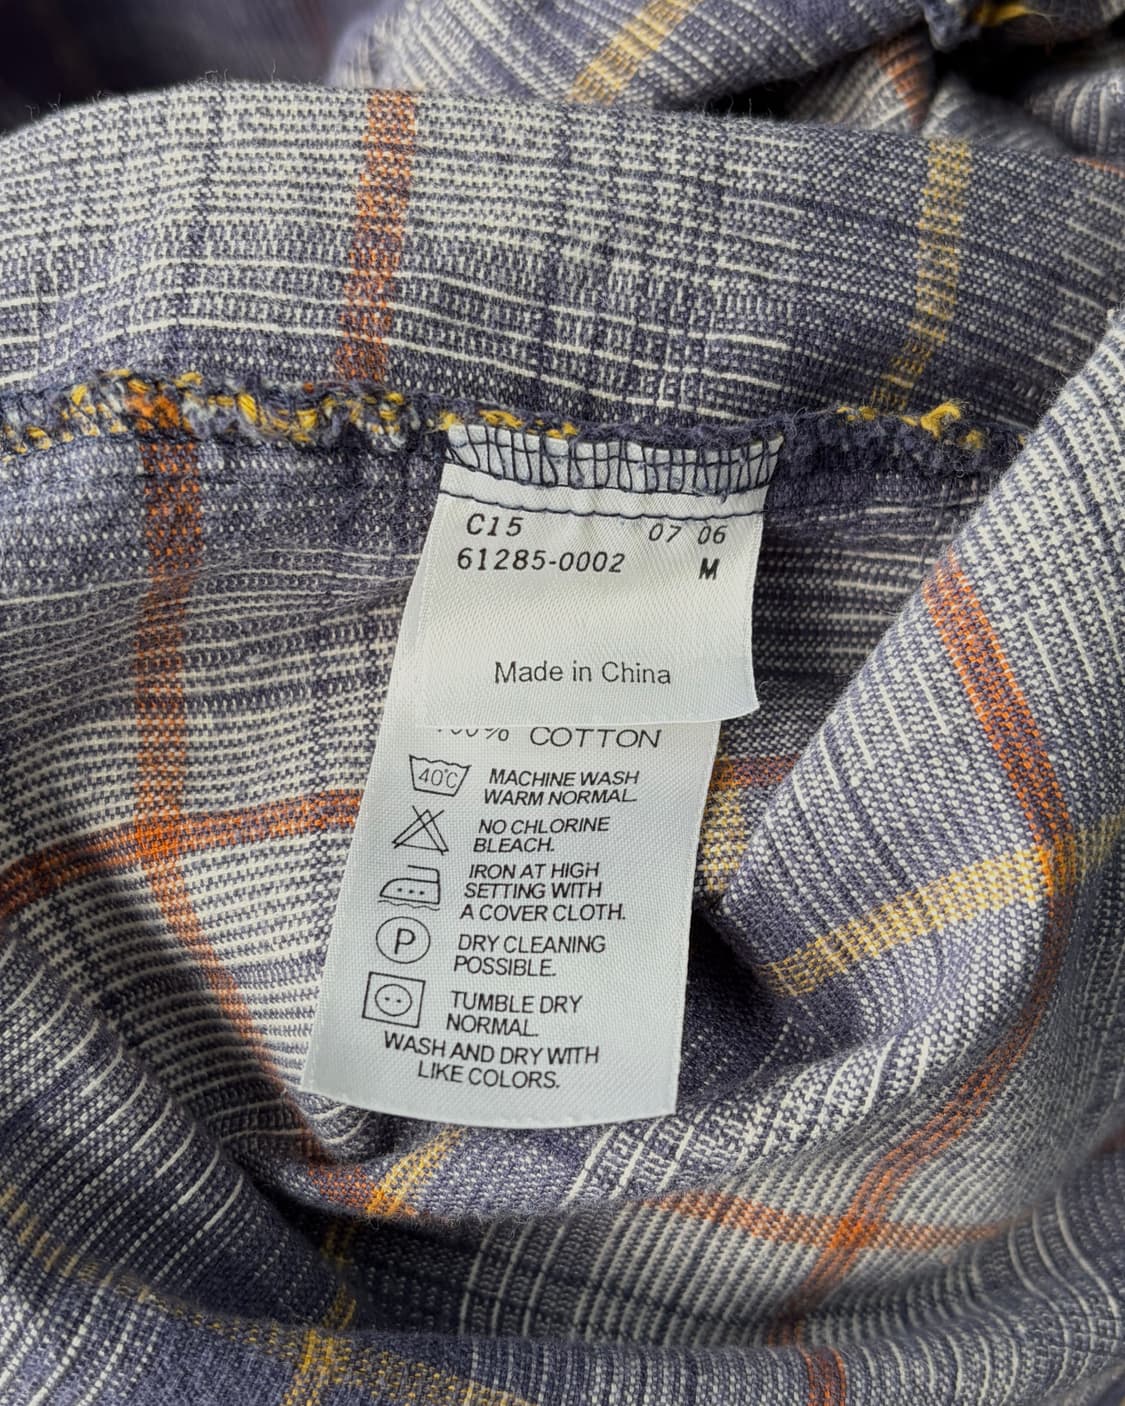 C15 07 06
61285-0002 M
Made in China
COTTON
40°C MACHINE WASH
WARM NORMAL.
NO CHLORINE
BLEACH.
IRON AT HIGH
SETTING WITH
A COVER CLOTH.
P DRY CLEANING
POSSIBLE.
TUMBLE DRY
NORMAL.
WASH AND DRY WITH
LIKE COLORS.